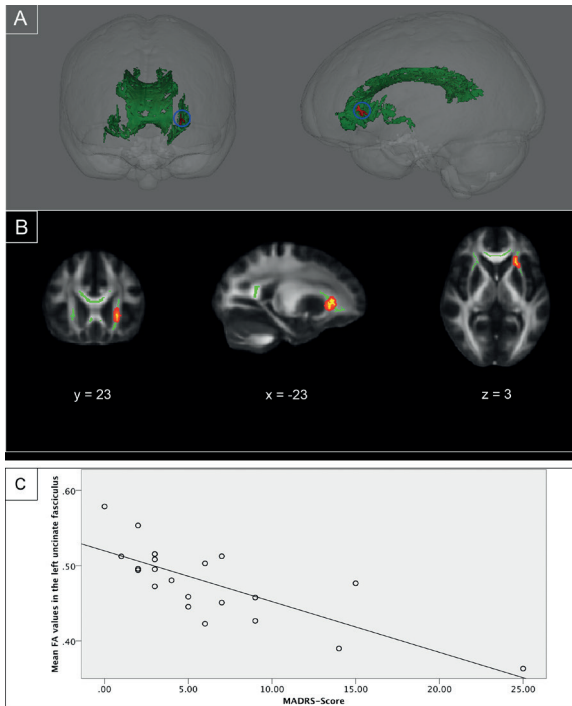 A
B
y = 23
x = -23
z = 3
C
Mean FA values in the left uncinate fasciculus
.60
.50
.40
.00
5.00
10.00
15.00
20.00
25.00
MADRS-Score